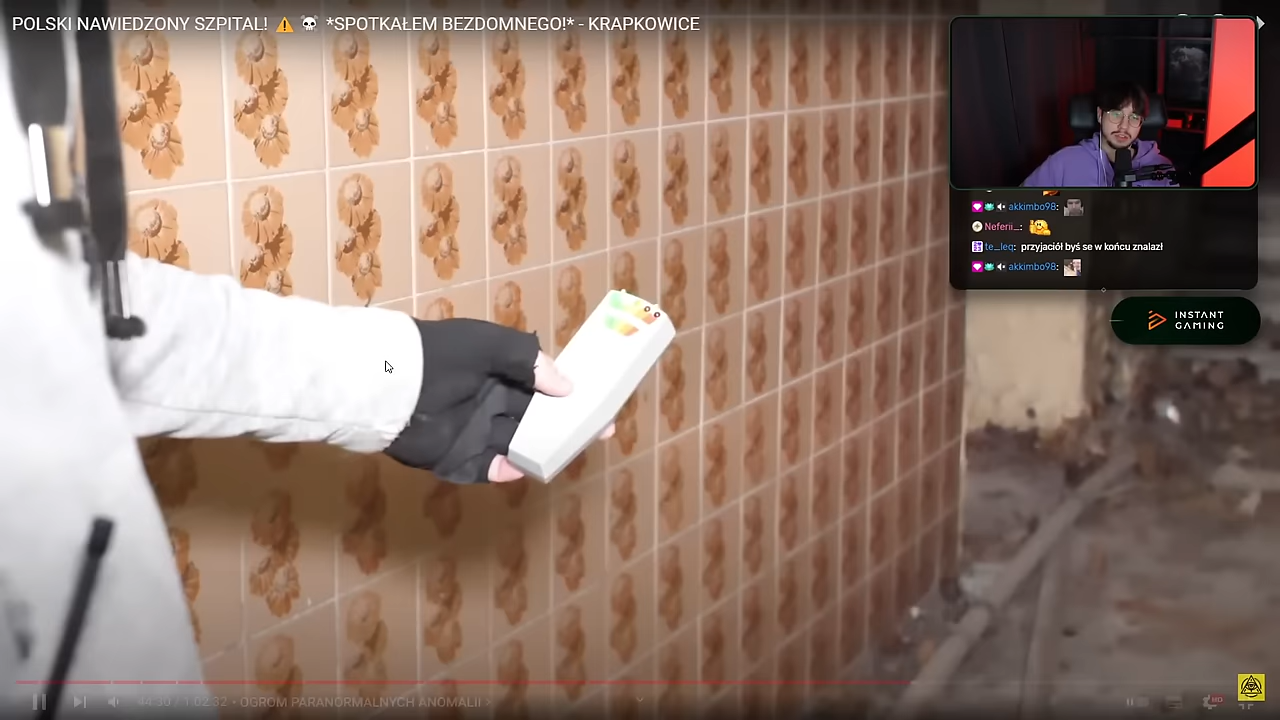 POLSKI NAWIEDZONY SZPITAL! ⚠️ ☠️ *SPOTKAŁEM BEZDOMNEGO!* - KRAPKOWICE
akkimbo98:
Neferii_:
te_leq: przyjaciół byś se w końcu znalazł
akkimbo98:
INSTANT
GAMING
44:30 / 1:02:32 • OGROM PARANORMALNYCH ANOMALII >
HD